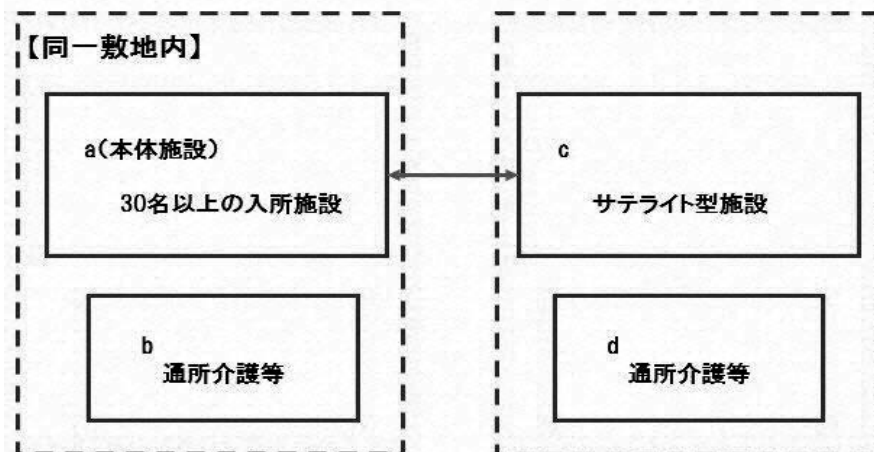 【同一敷地内】
a(本体施設)
30名以上の入所施設
b
通所介護等
c
サテライト型施設
d
通所介護等